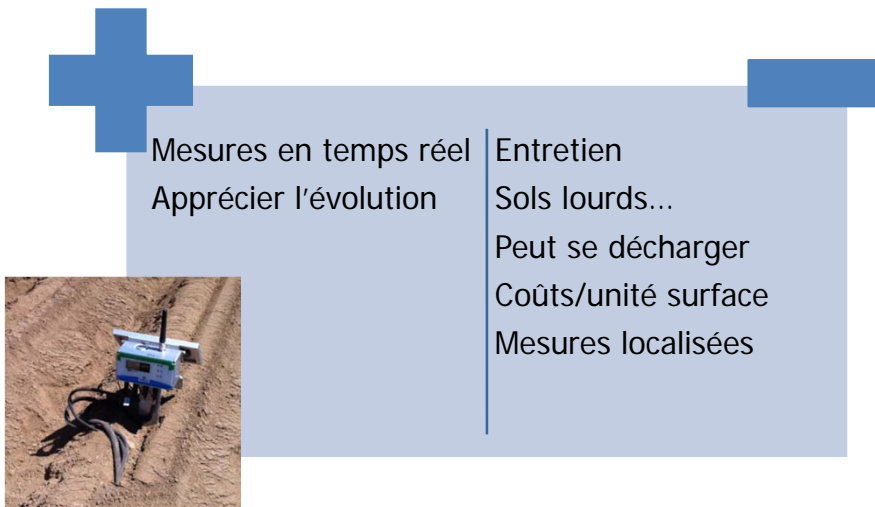 Mesures en temps réel
Apprécier l'évolution
Entretien
Sols lourds...
Peut se décharger
Coûts/unité surface
Mesures localisées